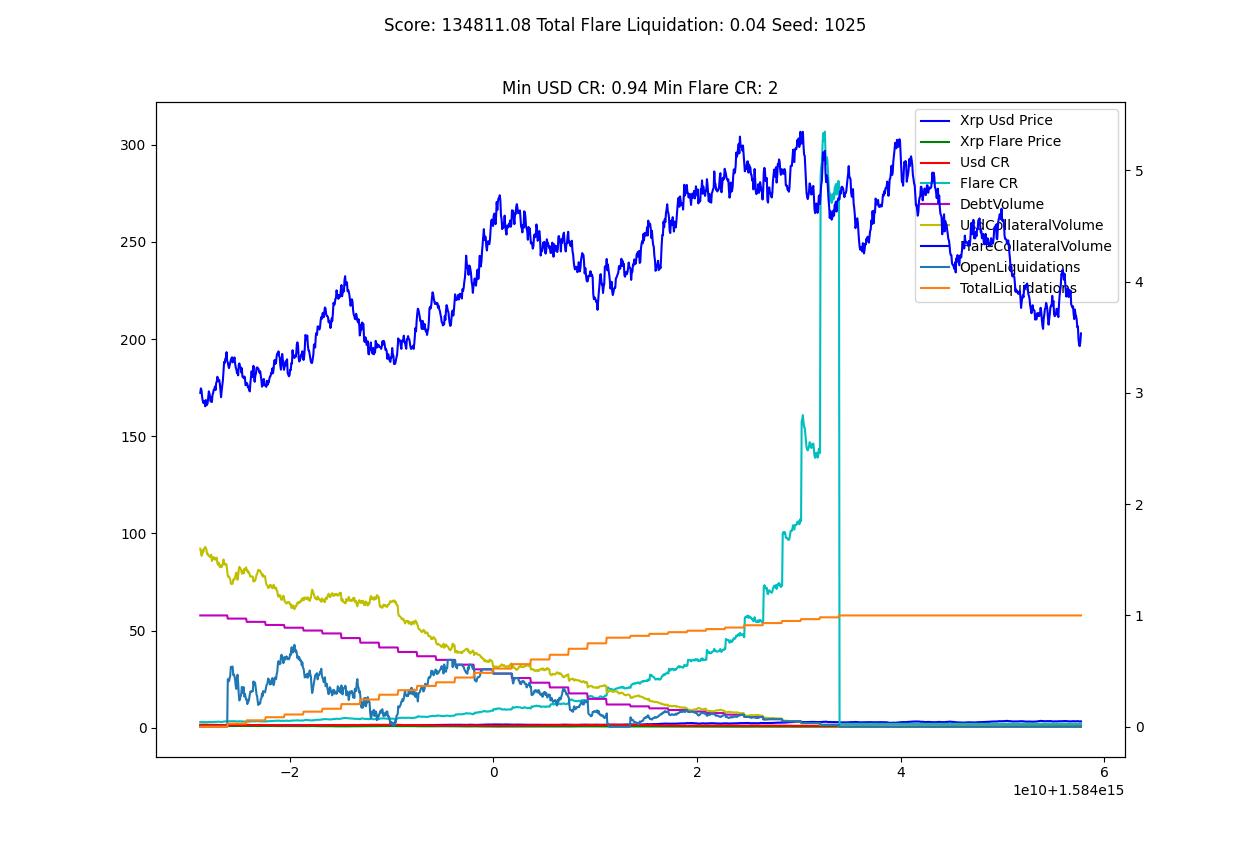 Score: 134811.08 Total Flare Liquidation: 0.04 Seed: 1025
Min USD CR: 0.94 Min Flare CR: 2
Xrp Usd Price
Xrp Flare Price
Usd CR
Flare CR
DebtVolume
UsdCollateralVolume
FlareCollateralVolume
OpenLiquidations
TotalLiquidations
300
250
200
150
100
50
0
5
4
3
2
1
0
−2
0
2
4
6
1e10+1.584e15